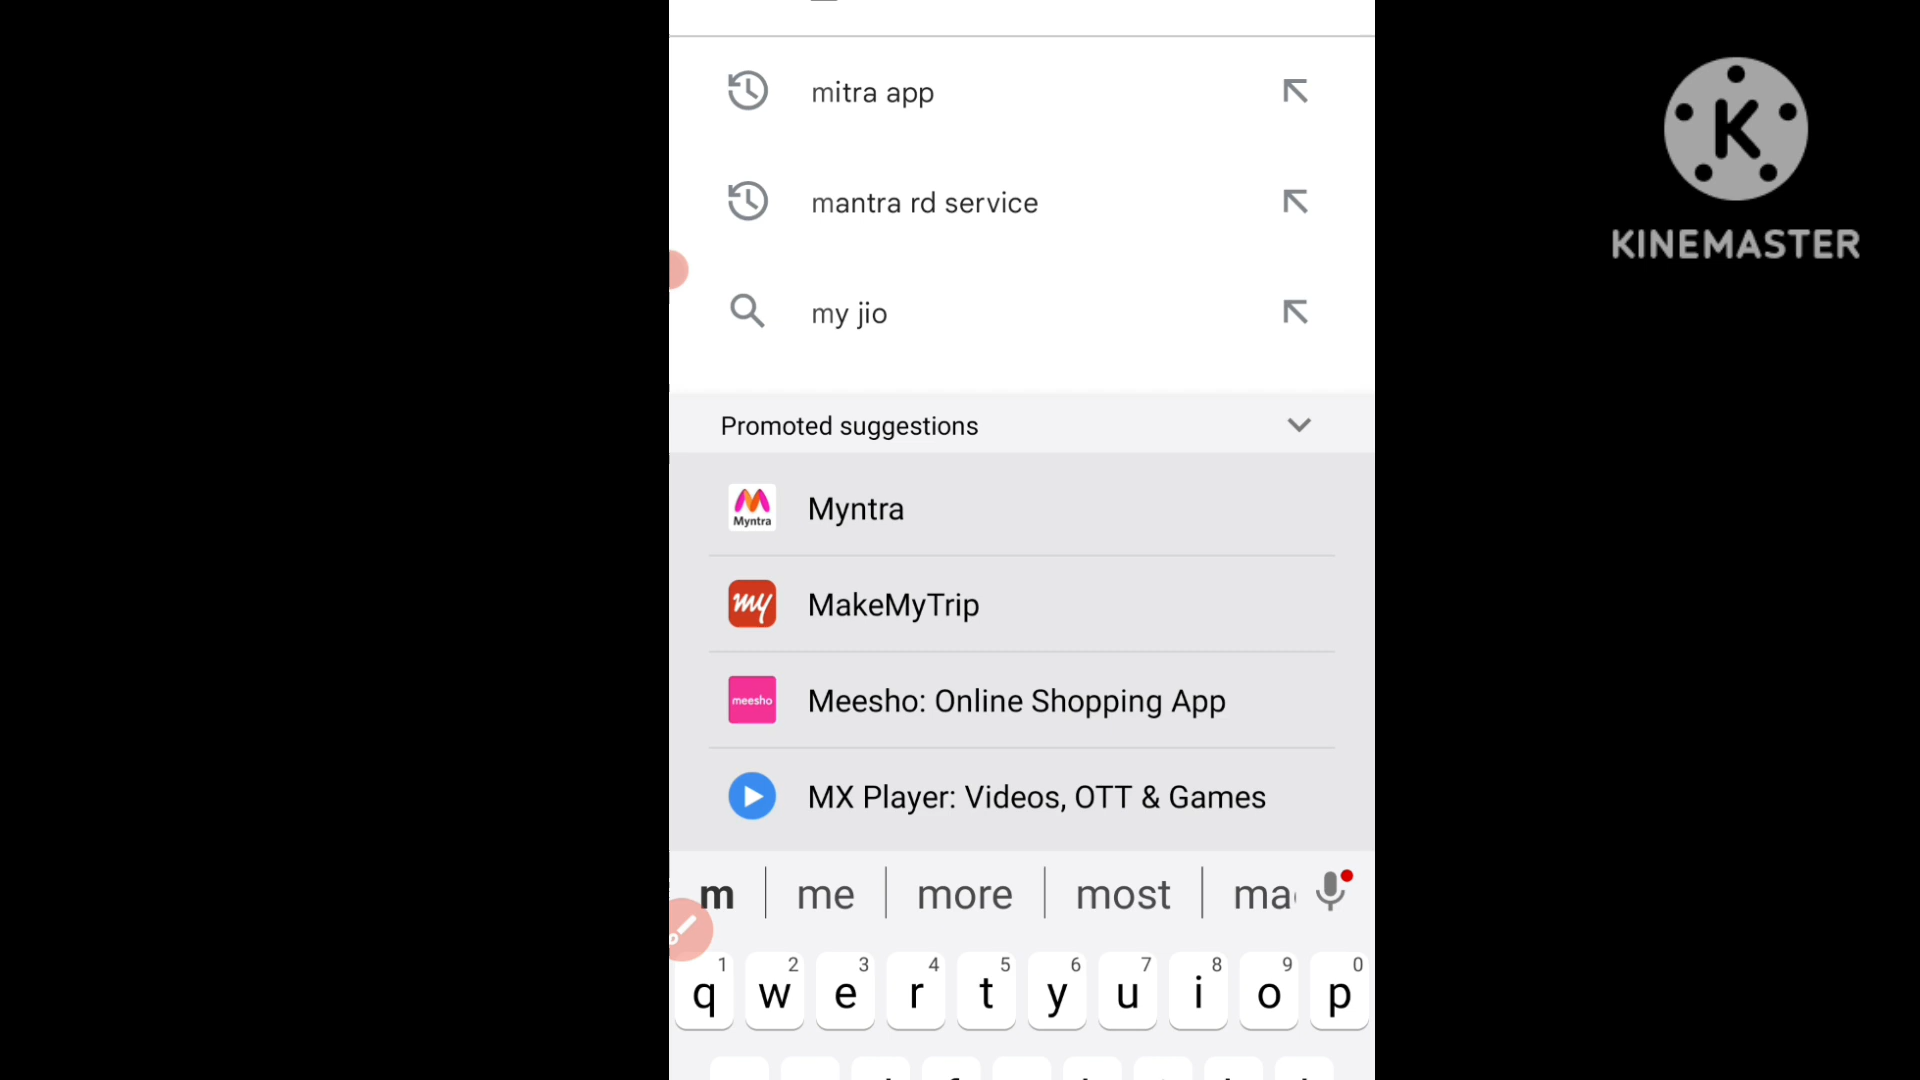 mitra app
mantra rd service
my jio
Promoted suggestions
Myntra
Myntra
my
MakeMyTrip
meesho
Meesho: Online Shopping App
MX Player: Videos, OTT & Games
m me more most
1 2 3 4 5 6 7 8 9 0
q w e r t y u i o p
K
KINEMASTER